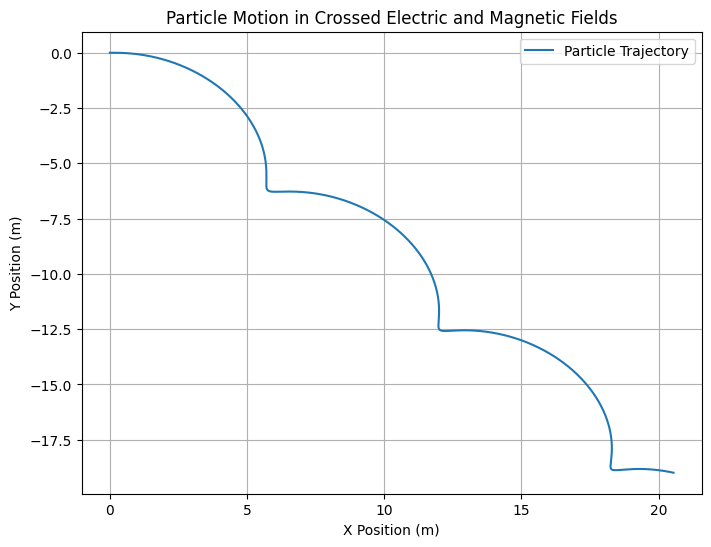 Particle Motion in Crossed Electric and Magnetic Fields
Particle Trajectory
0.0
−2.5
−5.0
−7.5
−10.0
−12.5
−15.0
−17.5
Y Position (m)
0 5 10 15 20
X Position (m)